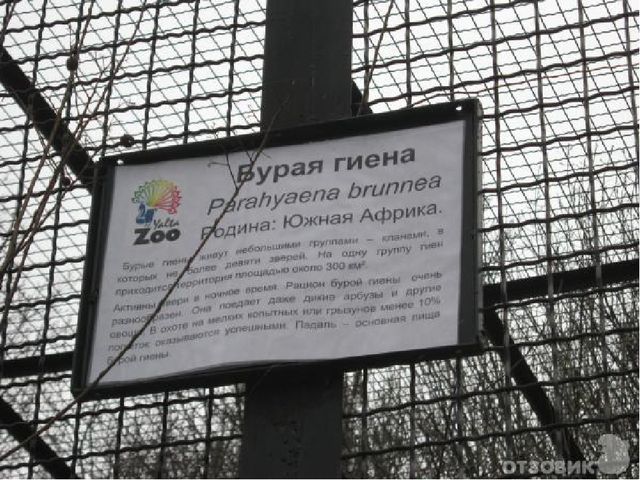 Бурая гиена
Parahyaena brunnea
Родина: Южная Африка.
Yalta
ZOO
Бурые гиены живут небольшими группами – кланами, в
которых не более девяти зверей. На одну группу гиен
приходится территория площадью около 300 км².
Активны звери в ночное время. Рацион бурой гиены очень
разнообразен. Она поедает даже дикие арбузы и другие
овощи. В охоте на мелких копытных или грызунов менее 10%
попыток оказываются успешными. Падаль – основная пища
бурой гиены.
ОТЗОВИК